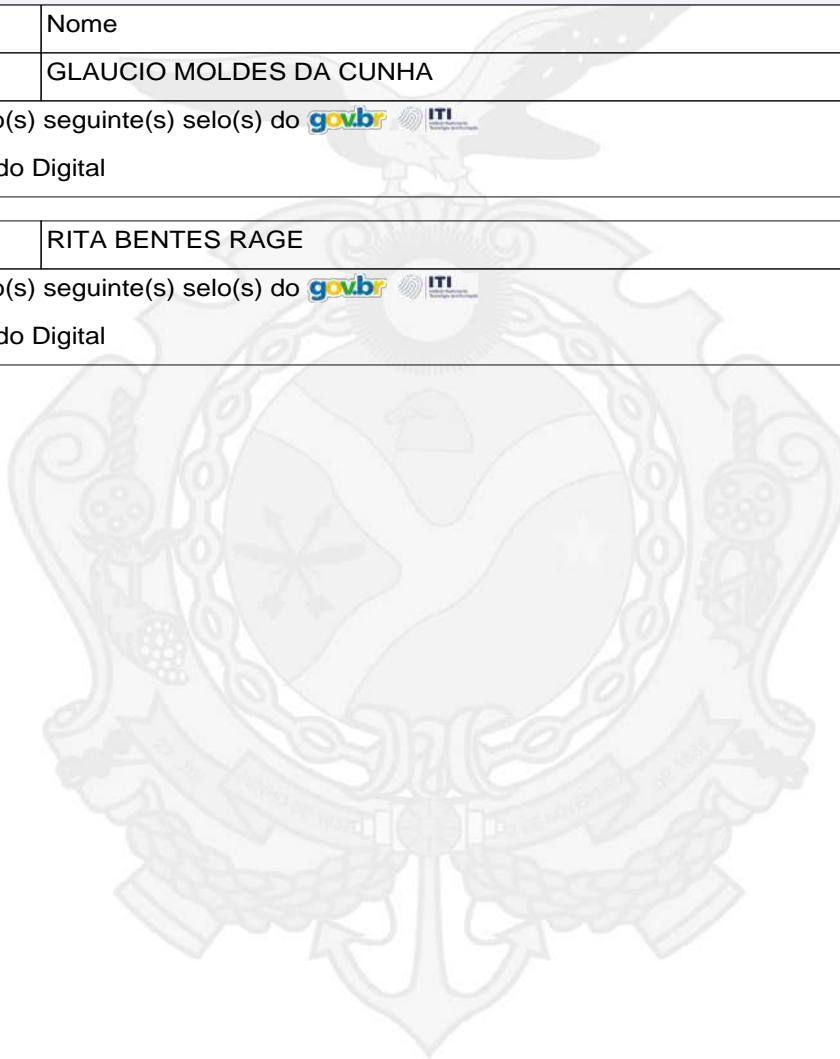 Nome
GLAUCIO MOLDES DA CUNHA
o(s) seguinte(s) selo(s) do gov.br ITI
do Digital
RITA BENTES RAGE
o(s) seguinte(s) selo(s) do gov.br ITI
do Digital